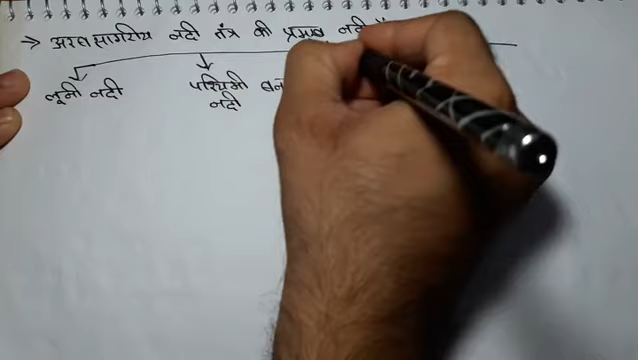 → अरब सागरीय नदी तंत्र की प्रमुख
लूनी नदी पश्चिमी
नदी